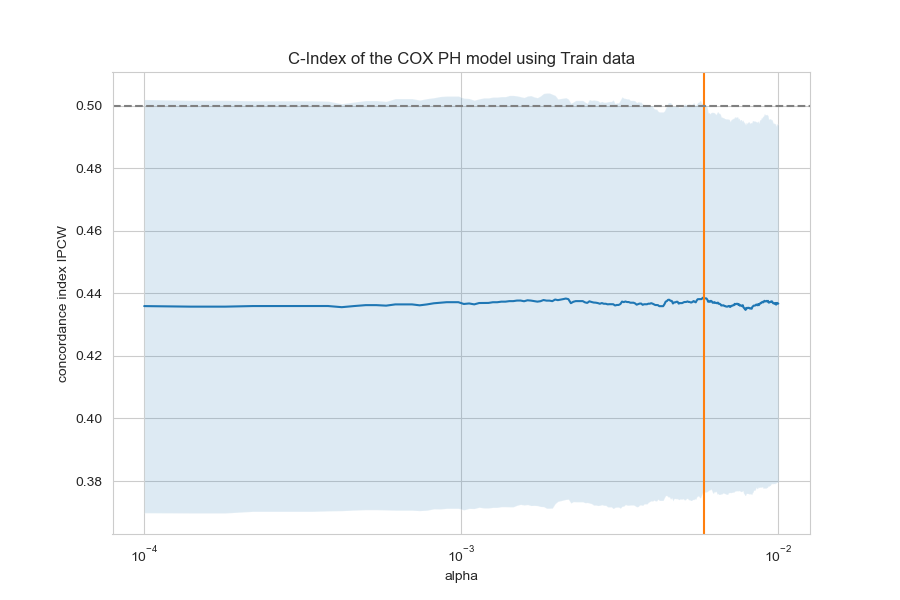 C-Index of the COX PH model using Train data
concordance index IPCW
0.50
0.48
0.46
0.44
0.42
0.40
0.38
10⁻⁴ 10⁻³ 10⁻²
alpha